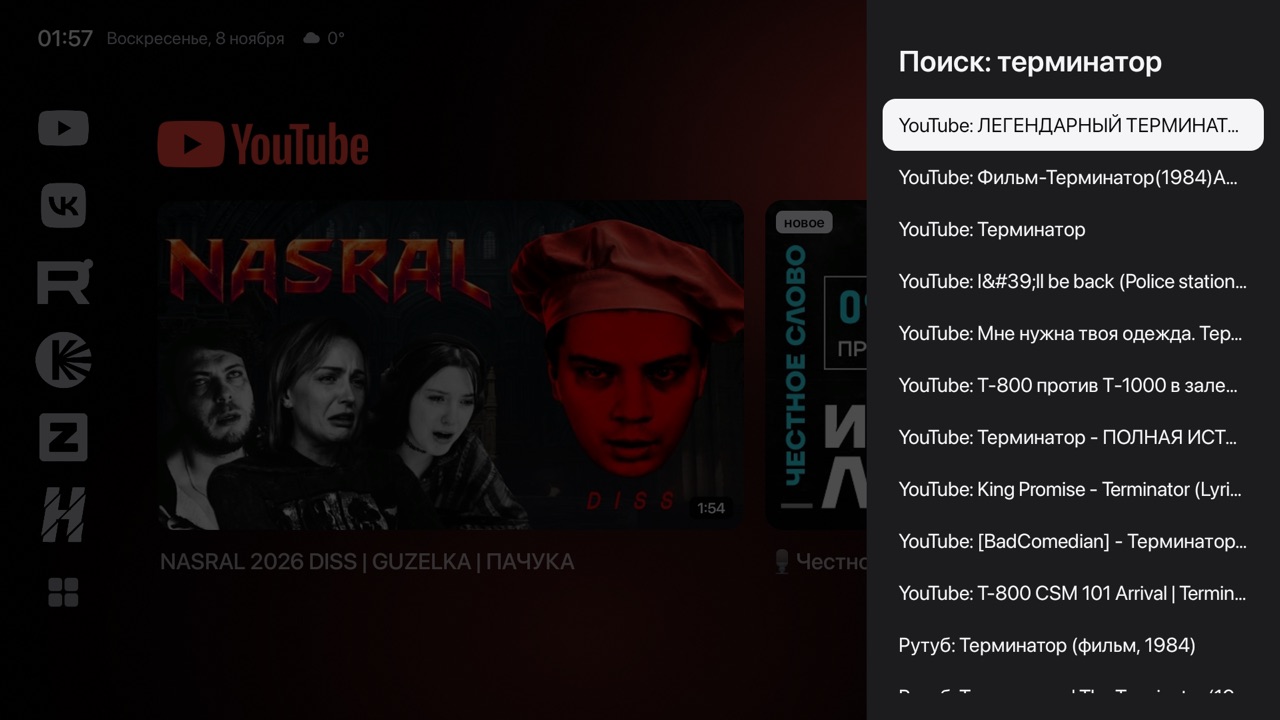 01:57 Воскресенье, 8 ноября 0°
YouTube
NASRAL
DISS
1:54
NASRAL 2026 DISS | GUZELKA | ПАЧУКА
новое
ЧЕСТНОЕ СЛОВО
Поиск: терминатор
YouTube: ЛЕГЕНДАРНЫЙ ТЕРМИНАТ...
YouTube: Фильм-Терминатор(1984)А...
YouTube: Терминатор
YouTube: I&#39;ll be back (Police station...
YouTube: Мне нужна твоя одежда. Тер...
YouTube: Т-800 против Т-1000 в зале...
YouTube: Терминатор - ПОЛНАЯ ИСТ...
YouTube: King Promise - Terminator (Lyri...
YouTube: [BadComedian] - Терминатор...
YouTube: T-800 CSM 101 Arrival | Termin...
Рутуб: Терминатор (фильм, 1984)